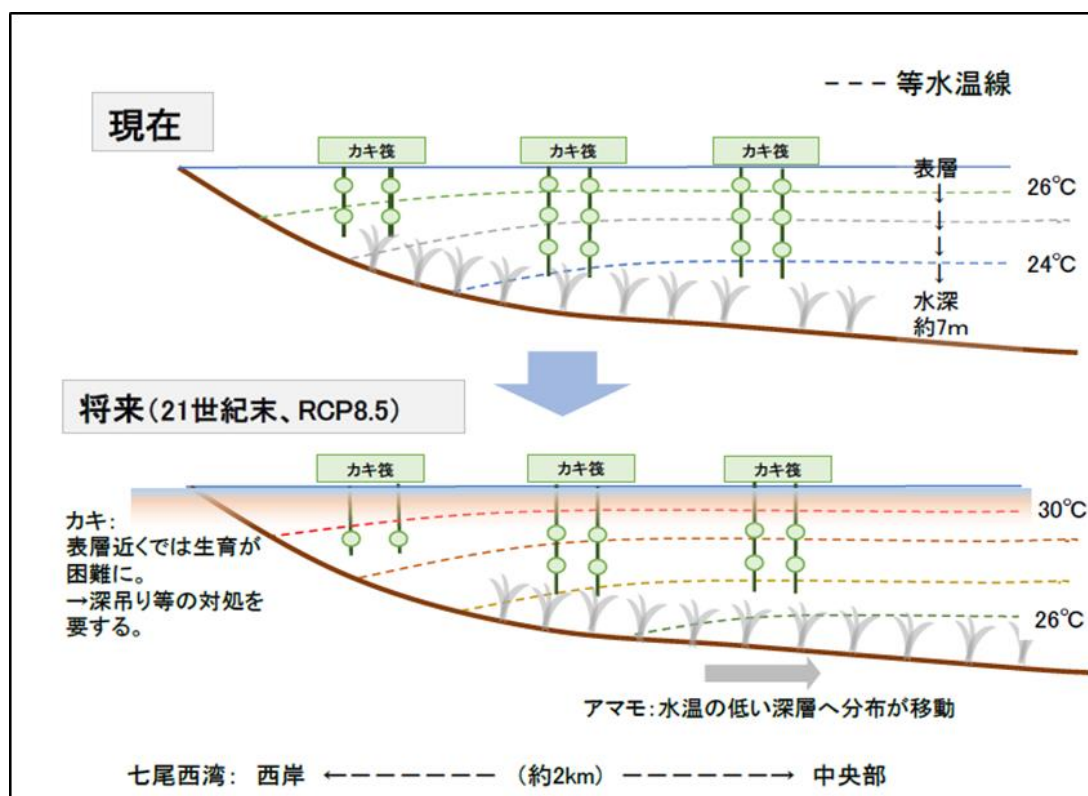 --- 等水温線
現在
カキ筏
カキ筏
カキ筏
表層
↓
↓
↓
↓
水深
約7m
26℃
24℃
将来(21世紀末、RCP8.5)
カキ筏
カキ筏
カキ筏
カキ:
表層近くでは生育が
困難に。
→深吊り等の対処を
要する。
30℃
26℃
アマモ:水温の低い深層へ分布が移動
七尾西湾: 西岸 ←------- (約2km) -------→ 中央部